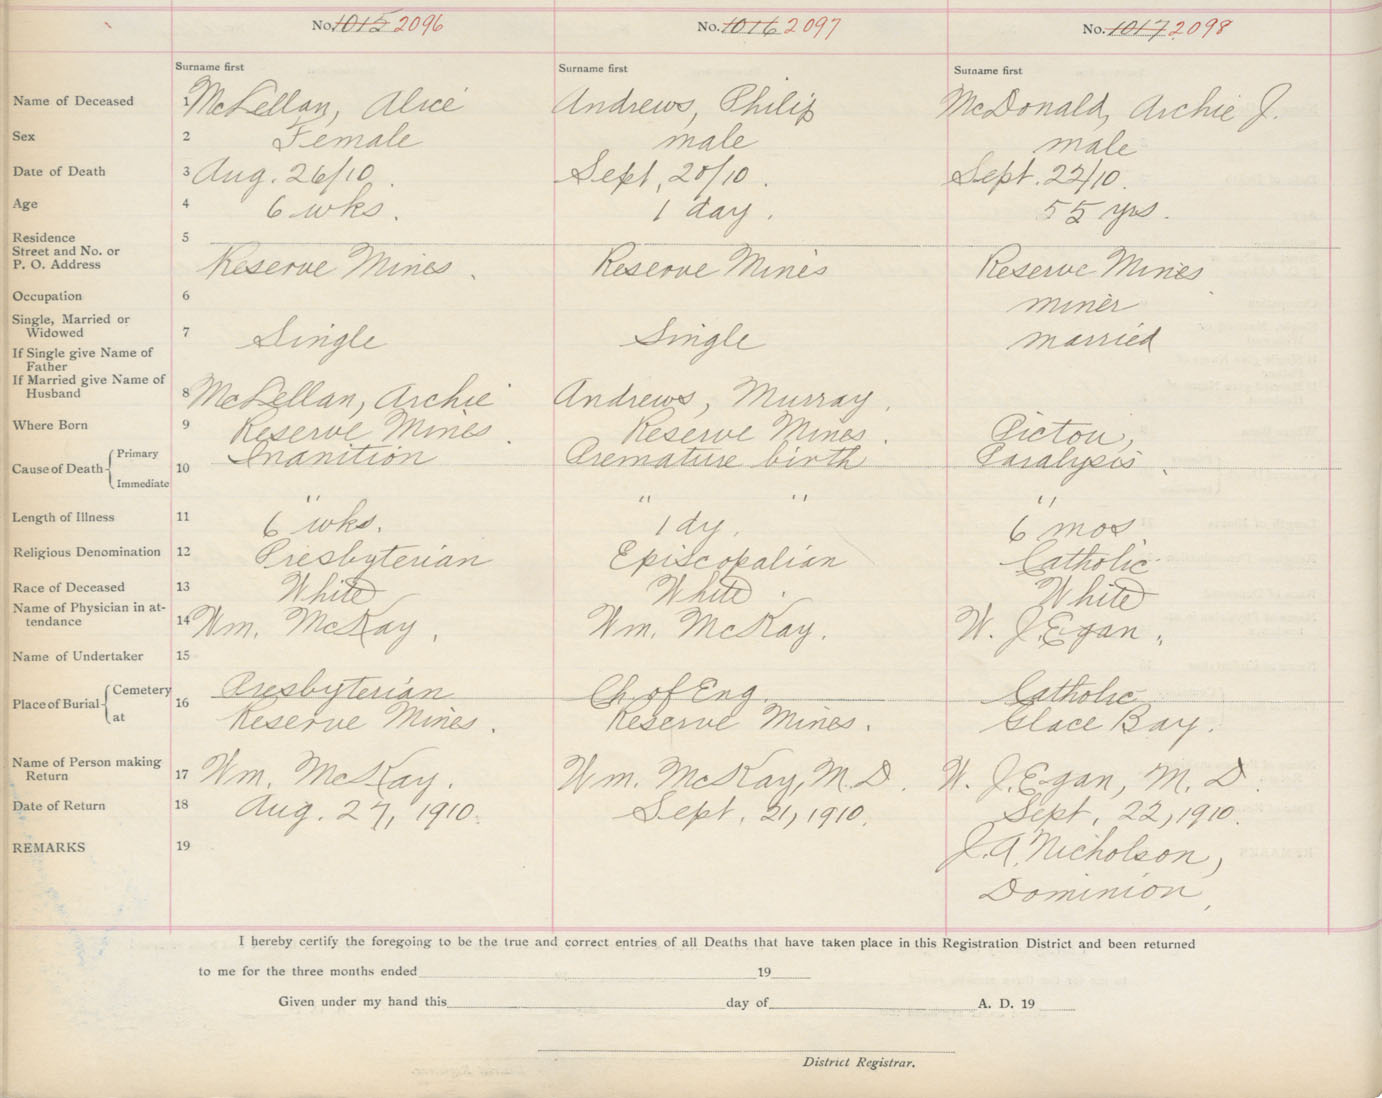 No. 1015 2096 No. 1016 2097 No. 1017 2098
Surname first Surname first Surname first
Name of Deceased 1 McLellan, Alice Andrews, Philip McDonald, Archie J.
Sex 2 Female male male
Date of Death 3 Aug. 26/10. Sept, 20/10. Sept. 22/10.
Age 4 6 wks. 1 day. 55 yrs.
Residence 5
Street and No. or
P. O. Address Reserve Mines. Reserve Mines Reserve Mines
Occupation 6 miner
Single, Married or
Widowed 7 Single Single married
If Single give Name of
Father
If Married give Name of
Husband 8 McLellan, Archie Andrews, Murray.
Where Born 9 Reserve Mines. Reserve Mines. Pictou,
Cause of Death Primary 10 Inanition Premature birth Paralysis.
Immediate " " " "
Length of Illness 11 6 wks. 1 dy. 6 mos
Religious Denomination 12 Presbyterian Episcopalian Catholic
Race of Deceased 13 White White. White
Name of Physician in at-
tendance 14 Wm. McKay. Wm. McKay. W. J. Egan.
Name of Undertaker 15
Place of Burial Cemetery 16 Presbyterian Ch. of Eng. Catholic
at Reserve Mines. Reserve Mines. Glace Bay.
Name of Person making
Return 17 Wm. McKay. Wm. McKay, M.D. W. J. Egan, M.D.
Date of Return 18 Aug. 27, 1910. Sept. 21, 1910. Sept. 22, 1910.
REMARKS 19 J. A. Nicholson,
Dominion.
I hereby certify the foregoing to be the true and correct entries of all Deaths that have taken place in this Registration District and been returned
to me for the three months ended 19
Given under my hand this day of A. D. 19
District Registrar.